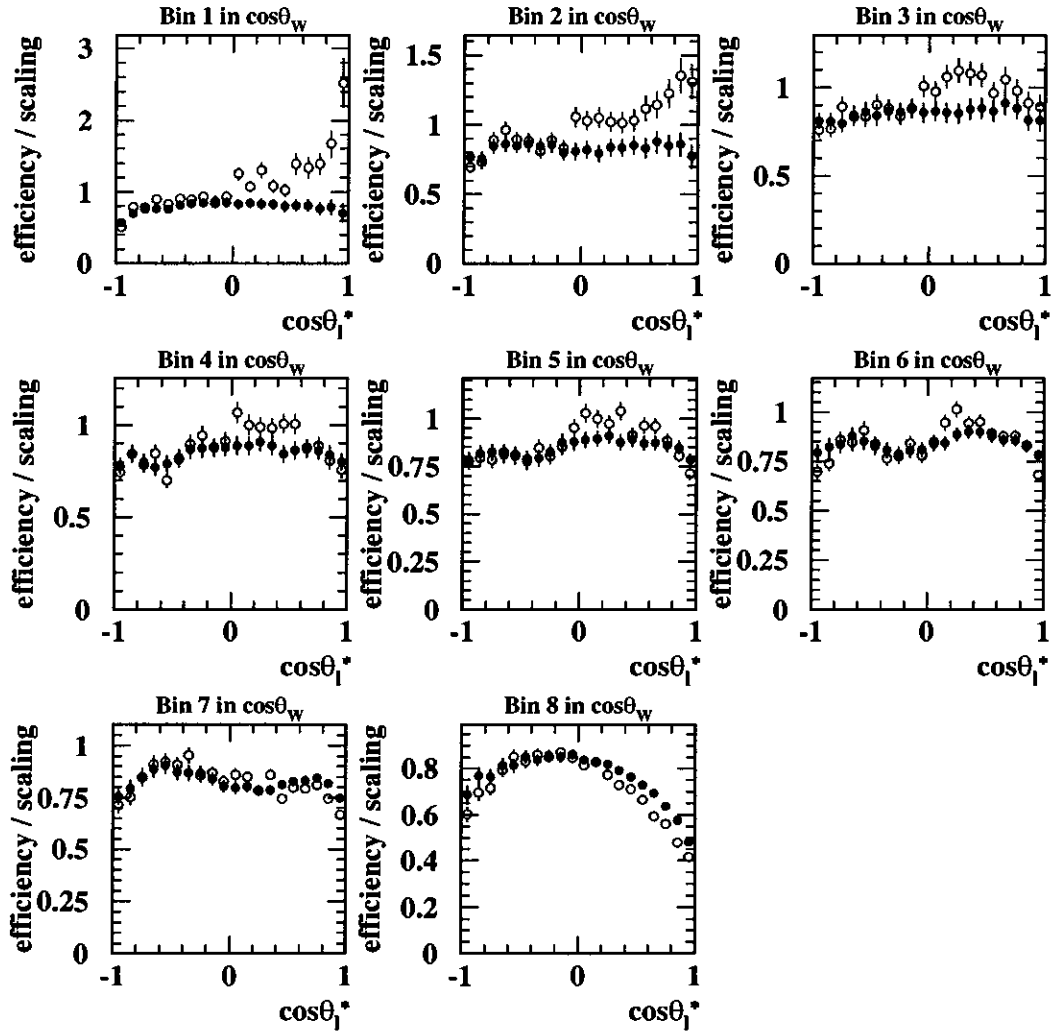 Bin 1 in cosθW
Bin 2 in cosθW
Bin 3 in cosθW
efficiency / scaling
3
2
1
0
-1
0
1
cosθl*
efficiency / scaling
1.5
1
0.5
0
-1
0
1
cosθl*
efficiency / scaling
1
0.5
0
-1
0
1
cosθl*
Bin 4 in cosθW
Bin 5 in cosθW
Bin 6 in cosθW
efficiency / scaling
1
0.5
0
-1
0
1
cosθl*
efficiency / scaling
1
0.75
0.5
0.25
0
-1
0
1
cosθl*
efficiency / scaling
1
0.75
0.5
0.25
0
-1
0
1
cosθl*
Bin 7 in cosθW
Bin 8 in cosθW
efficiency / scaling
1
0.75
0.5
0.25
0
-1
0
1
cosθl*
efficiency / scaling
0.8
0.6
0.4
0.2
0
-1
0
1
cosθl*